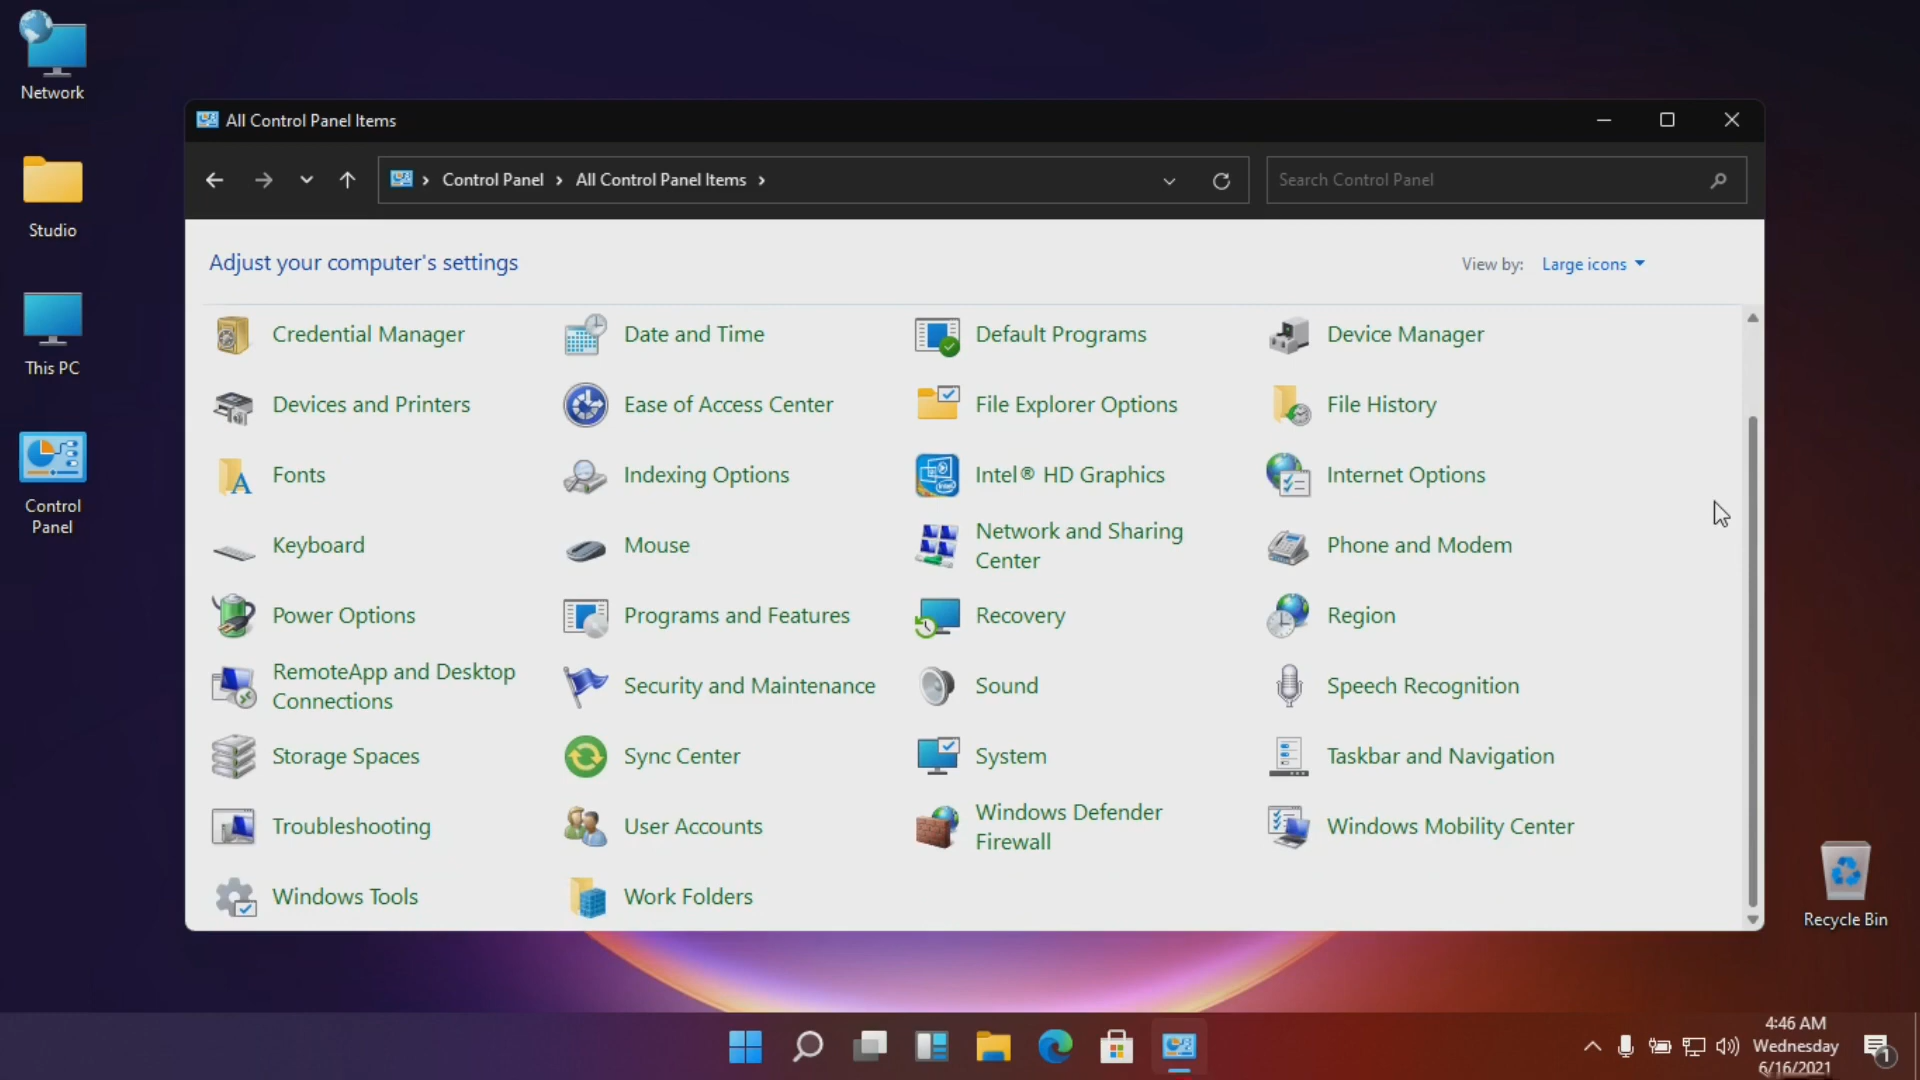 Network
Studio
This PC
Control
Panel
All Control Panel Items
Control Panel
All Control Panel Items
Search Control Panel
Adjust your computer's settings
View by: Large icons
Credential Manager
Date and Time
Default Programs
Device Manager
Devices and Printers
Ease of Access Center
File Explorer Options
File History
Fonts
Indexing Options
Intel® HD Graphics
Internet Options
Keyboard
Mouse
Network and Sharing
Center
Phone and Modem
Power Options
Programs and Features
Recovery
Region
RemoteApp and Desktop
Connections
Security and Maintenance
Sound
Speech Recognition
Storage Spaces
Sync Center
System
Taskbar and Navigation
Troubleshooting
User Accounts
Windows Defender
Firewall
Windows Mobility Center
Windows Tools
Work Folders
Recycle Bin
4:46 AM
Wednesday
6/16/2021
1